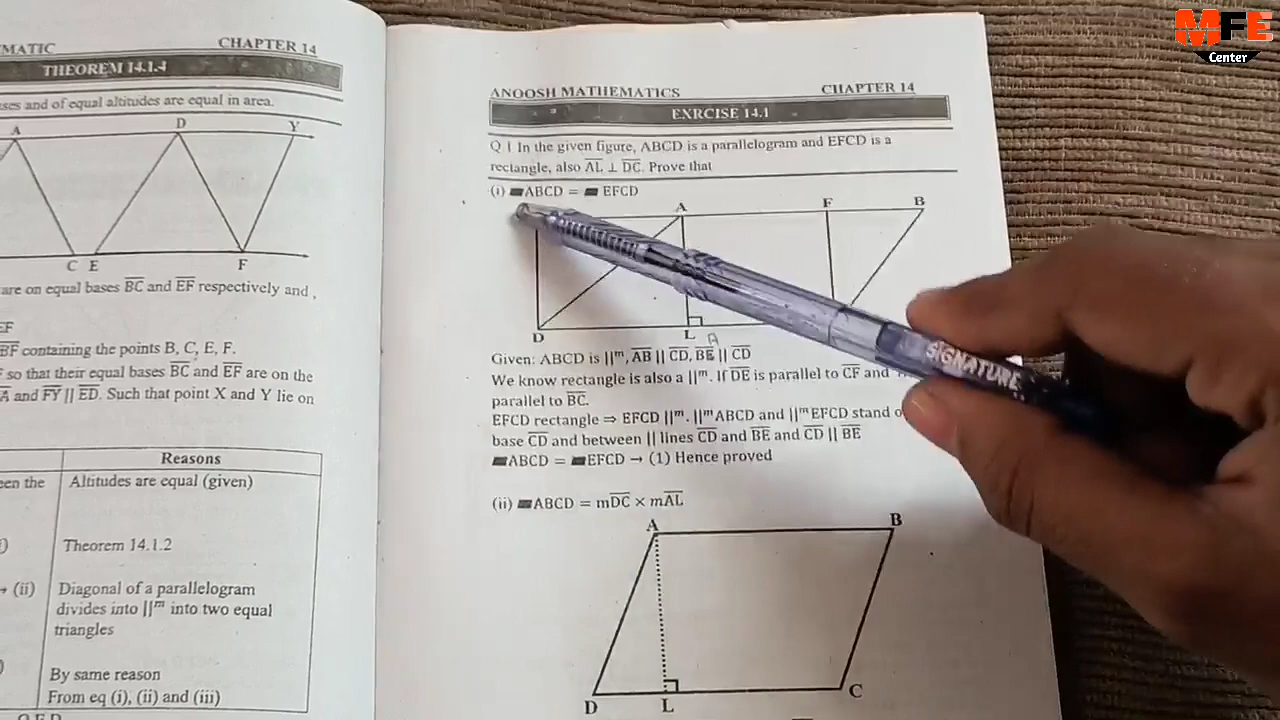 MATIC CHAPTER 14
THEOREM 14.1.4
ses and of equal altitudes are equal in area.
A D Y
C E F
are on equal bases BC and EF respectively and ,
EF
BF containing the points B, C, E, F.
F so that their equal bases BC and EF are on the
A and FY || ED. Such that point X and Y lie on
Reasons
een the Altitudes are equal (given)
Theorem 14.1.2
→ (ii) Diagonal of a parallelogram
divides into ||ᵐ into two equal
triangles
By same reason
From eq (i), (ii) and (iii)
Q.E.D
ANOOSH MATHEMATICS CHAPTER 14
EXRCISE 14.1
Q 1 In the given figure, ABCD is a parallelogram and EFCD is a
rectangle, also AL ⊥ DC. Prove that
(i) ▰ABCD = ▰ EFCD
A F B
D L A
Given: ABCD is ||ᵐ, AB || CD, BE || CD
We know rectangle is also a ||ᵐ. If DE is parallel to CF and
parallel to BC.
EFCD rectangle ⇒ EFCD ||ᵐ. ||ᵐABCD and ||ᵐEFCD stand
base CD and between || lines CD and BE and CD || BE
▰ABCD = ▰EFCD → (1) Hence proved
(ii) ▰ABCD = mDC × mAL
A B
D L C
SIGNATURE
MFE
Center